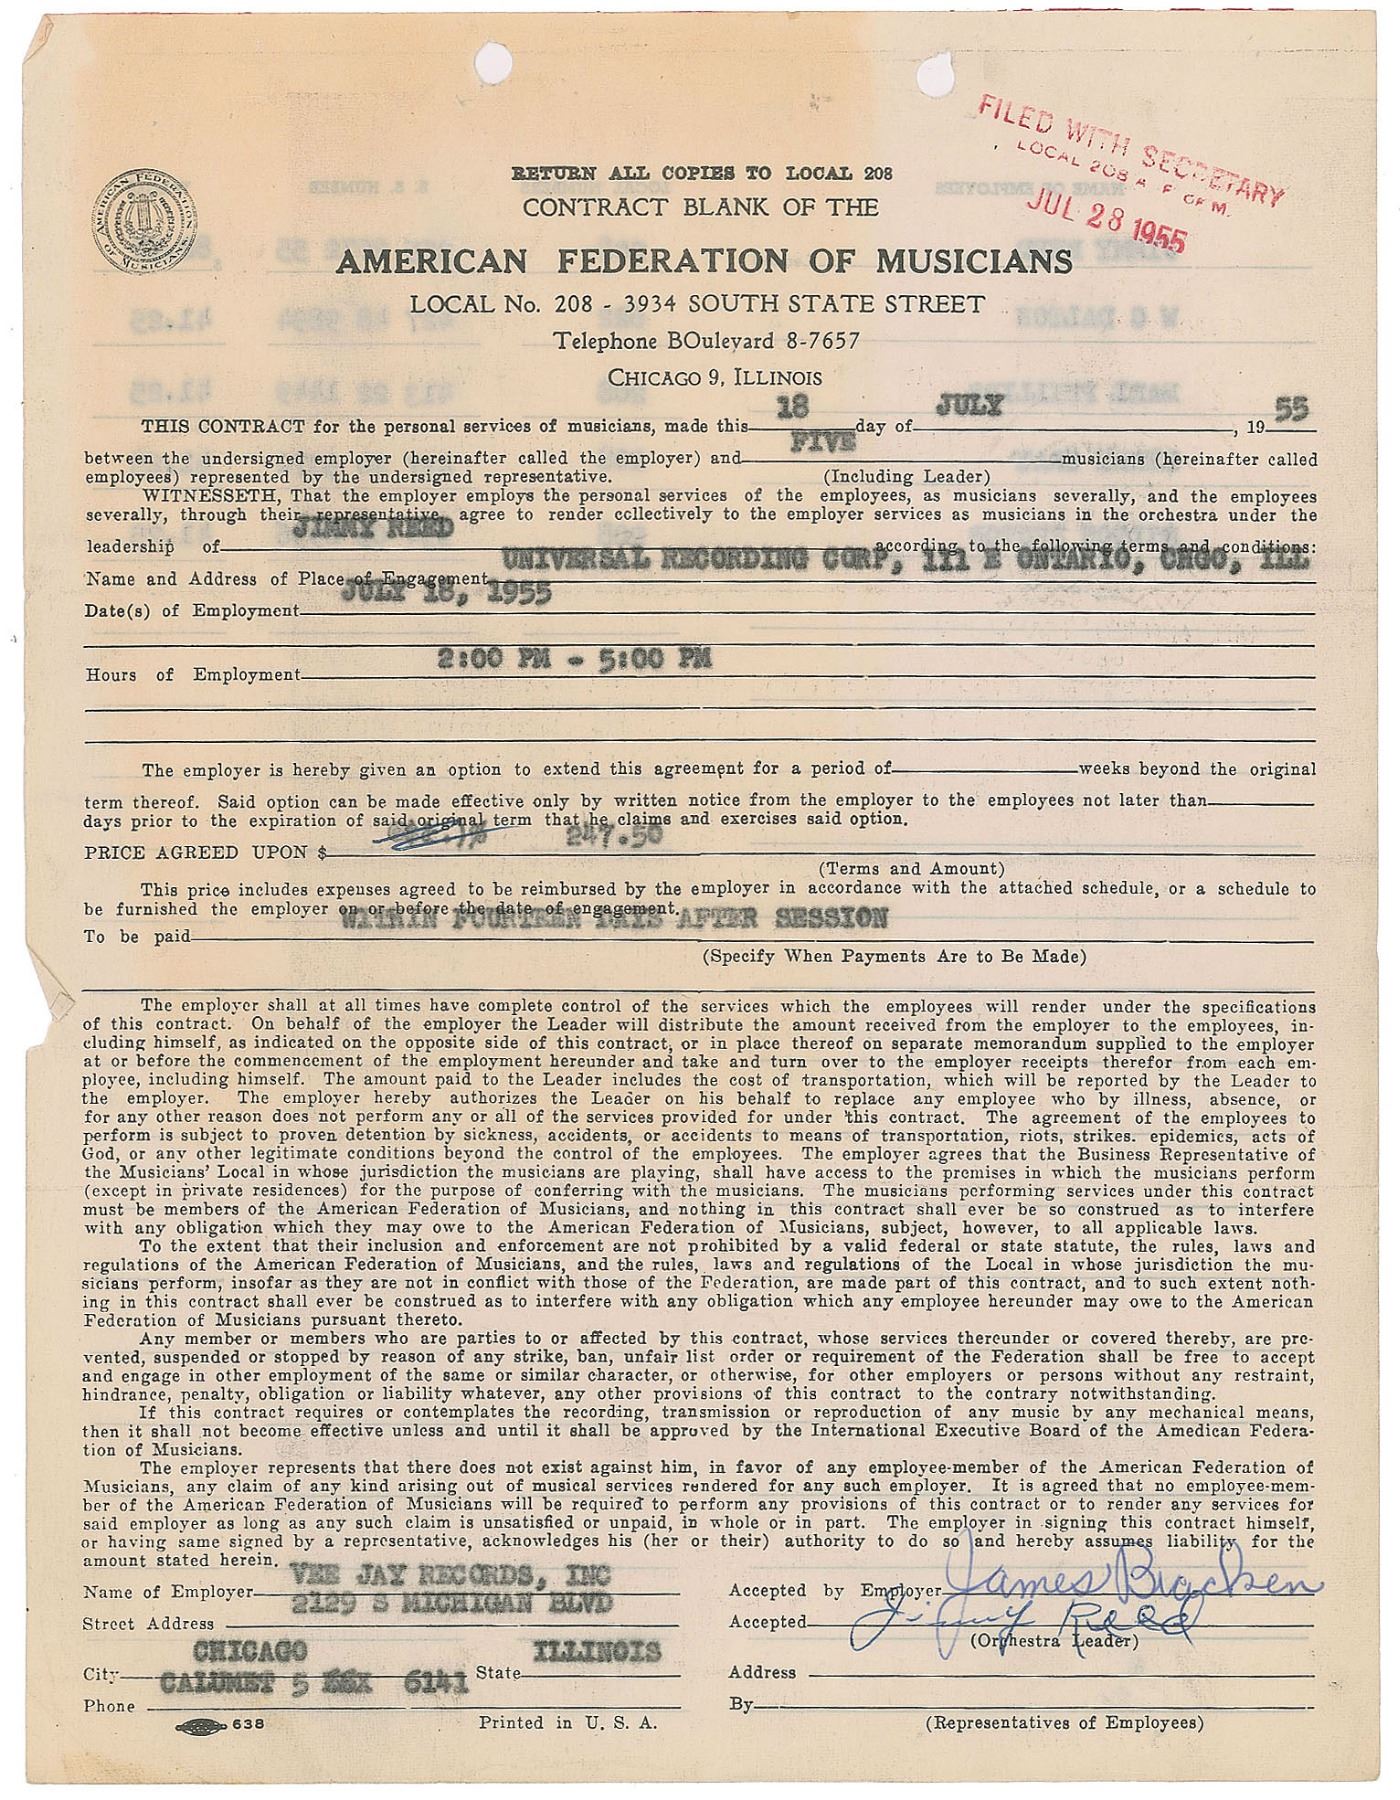 FILED WITH SECRETARY
LOCAL 208 A. F. OF M.
JUL 28 1955
AMERICAN FEDERATION OF MUSICIANS
RETURN ALL COPIES TO LOCAL 208
CONTRACT BLANK OF THE
AMERICAN FEDERATION OF MUSICIANS
LOCAL No. 208 - 3934 SOUTH STATE STREET
Telephone BOulevard 8-7657
CHICAGO 9, ILLINOIS
THIS CONTRACT for the personal services of musicians, made this 18 day of JULY, 19 55
between the undersigned employer (hereinafter called the employer) and FIVE musicians (hereinafter called
employees) represented by the undersigned representative. (Including Leader)
WITNESSETH, That the employer employs the personal services of the employees, as musicians severally, and the employees
severally, through their representative, agree to render collectively to the employer services as musicians in the orchestra under the
leadership of JIMMY REED according to the following terms and conditions:
Name and Address of Place of Engagement UNIVERSAL RECORDING CORP, 111 E ONTARIO, CHGO, ILL
Date(s) of Employment JULY 18, 1955
Hours of Employment 2:00 PM - 5:00 PM
The employer is hereby given an option to extend this agreement for a period of weeks beyond the original
term thereof. Said option can be made effective only by written notice from the employer to the employees not later than
days prior to the expiration of said original term that he claims and exercises said option.
PRICE AGREED UPON $ 247.50
(Terms and Amount)
This price includes expenses agreed to be reimbursed by the employer in accordance with the attached schedule, or a schedule to
be furnished the employer on or before the date of engagement.
To be paid WITHIN FOURTEEN DAYS AFTER SESSION
(Specify When Payments Are to Be Made)
The employer shall at all times have complete control of the services which the employees will render under the specifications
of this contract. On behalf of the employer the Leader will distribute the amount received from the employer to the employees, in-
cluding himself, as indicated on the opposite side of this contract, or in place thereof on separate memorandum supplied to the employer
at or before the commencement of the employment hereunder and take and turn over to the employer receipts therefor from each em-
ployee, including himself. The amount paid to the Leader includes the cost of transportation, which will be reported by the Leader to
the employer. The employer hereby authorizes the Leader on his behalf to replace any employee who by illness, absence, or
for any other reason does not perform any or all of the services provided for under this contract. The agreement of the employees to
perform is subject to proven detention by sickness, accidents, or accidents to means of transportation, riots, strikes. epidemics, acts of
God, or any other legitimate conditions beyond the control of the employees. The employer agrees that the Business Representative of
the Musicians' Local in whose jurisdiction the musicians are playing, shall have access to the premises in which the musicians perform
(except in private residences) for the purpose of conferring with the musicians. The musicians performing services under this contract
must be members of the American Federation of Musicians, and nothing in this contract shall ever be so construed as to interfere
with any obligation which they may owe to the American Federation of Musicians, subject, however, to all applicable laws.
To the extent that their inclusion and enforcement are not prohibited by a valid federal or state statute, the rules, laws and
regulations of the American Federation of Musicians, and the rules, laws and regulations of the Local in whose jurisdiction the mu-
sicians perform, insofar as they are not in conflict with those of the Federation, are made part of this contract, and to such extent noth-
ing in this contract shall ever be construed as to interfere with any obligation which any employee hereunder may owe to the American
Federation of Musicians pursuant thereto.
Any member or members who are parties to or affected by this contract, whose services thereunder or covered thereby, are pre-
vented, suspended or stopped by reason of any strike, ban, unfair list order or requirement of the Federation shall be free to accept
and engage in other employment of the same or similar character, or otherwise, for other employers or persons without any restraint,
hindrance, penalty, obligation or liability whatever, any other provisions of this contract to the contrary notwithstanding.
If this contract requires or contemplates the recording, transmission or reproduction of any music by any mechanical means,
then it shall not become effective unless and until it shall be approved by the International Executive Board of the Amedican Federa-
tion of Musicians.
The employer represents that there does not exist against him, in favor of any employee-member of the American Federation of
Musicians, any claim of any kind arising out of musical services rendered for any such employer. It is agreed that no employee-mem-
ber of the American Federation of Musicians will be required to perform any provisions of this contract or to render any services for
said employer as long as any such claim is unsatisfied or unpaid, in whole or in part. The employer in signing this contract himself,
or having same signed by a representative, acknowledges his (her or their) authority to do so and hereby assumes liability for the
amount stated herein.
Name of Employer VEE JAY RECORDS, INC
Accepted by Employer James Bracken
Street Address 2129 S MICHIGAN BLVD
Accepted Jimmy Reed
(Orchestra Leader)
City CHICAGO State ILLINOIS
Address
Phone CALUMET 5 6141
By
638 Printed in U. S. A.
(Representatives of Employees)